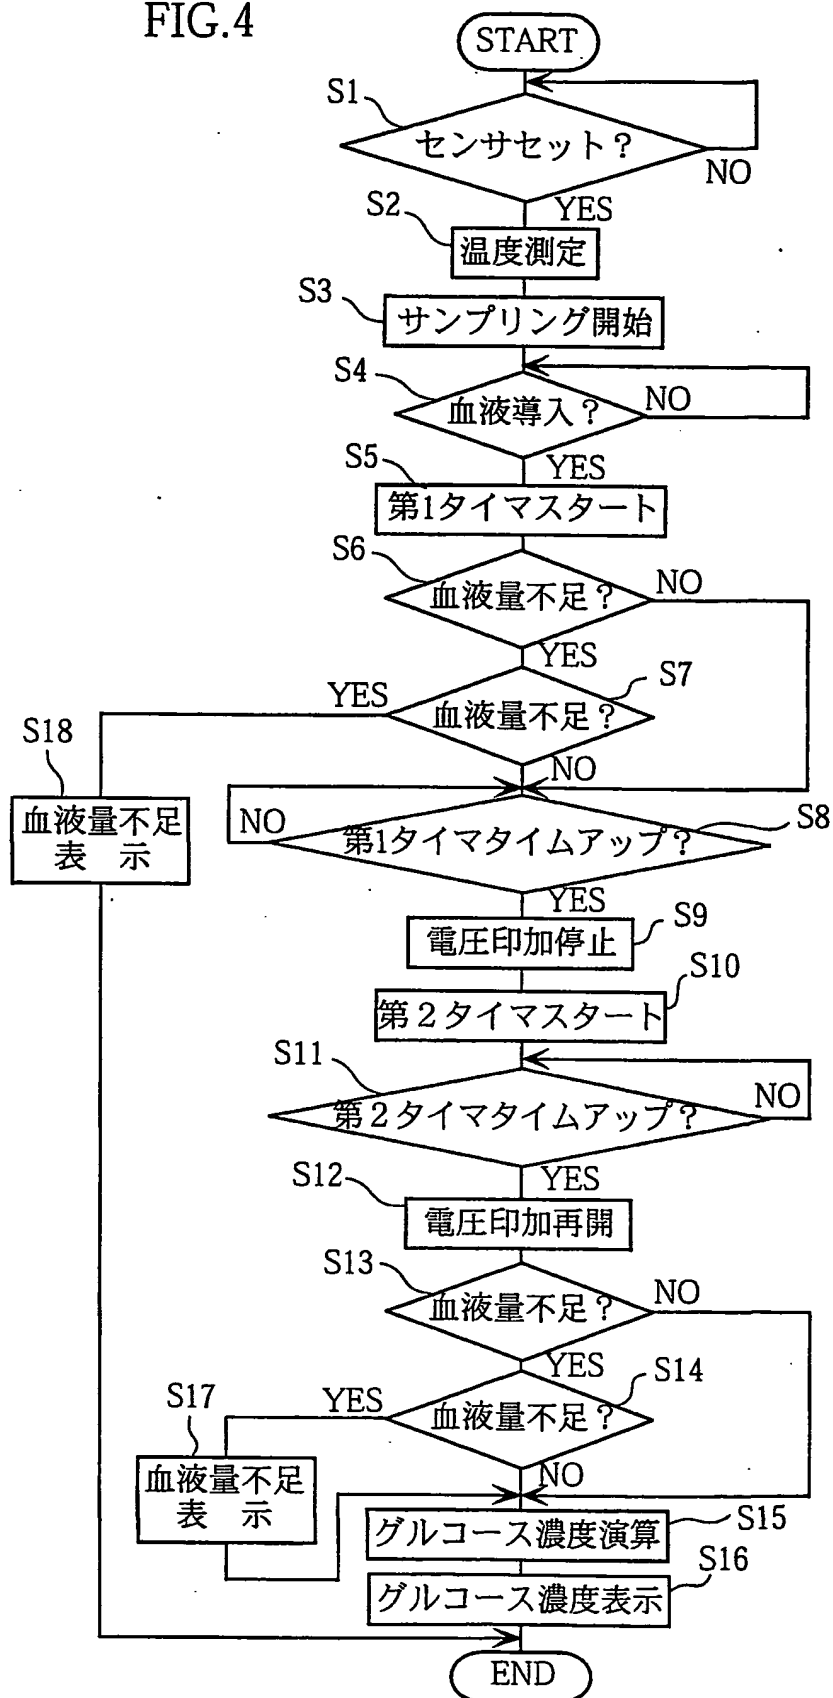 FIG.4
START
S1
センサセット？
NO
YES
S2
温度測定
S3
サンプリング開始
S4
血液導入？
NO
YES
S5
第1タイマスタート
S6
血液量不足？
NO
YES
S7
YES
血液量不足？
NO
S18
血液量不足
表 示
NO
第1タイマタイムアップ？
S8
YES
電圧印加停止
S9
第２タイマスタート
S10
S11
第２タイマタイムアップ？
NO
YES
S12
電圧印加再開
S13
血液量不足？
NO
YES
S14
YES
血液量不足？
NO
S17
血液量不足
表 示
グルコース濃度演算
S15
グルコース濃度表示
S16
END